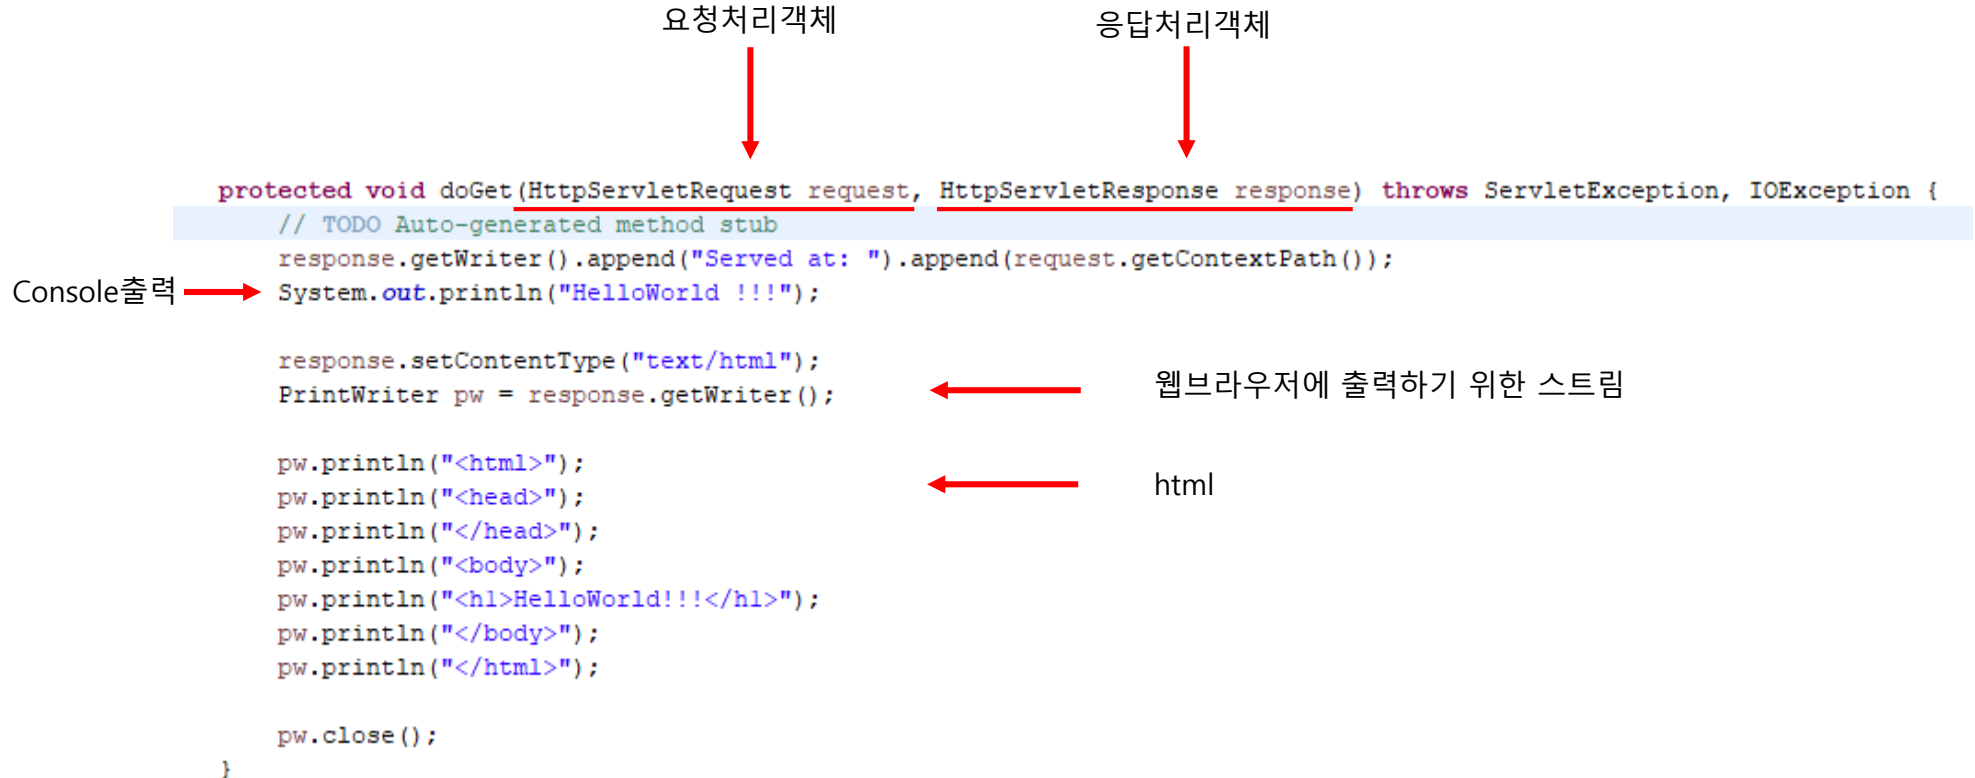 요청처리객체
응답처리객체
protected void doGet(HttpServletRequest request, HttpServletResponse response) throws ServletException, IOException {
// TODO Auto-generated method stub
response.getWriter().append("Served at: ").append(request.getContextPath());
Console출력
System.out.println("HelloWorld !!!");
response.setContentType("text/html");
PrintWriter pw = response.getWriter();
웹브라우저에 출력하기 위한 스트림
pw.println("<html>");
html
pw.println("<head>");
pw.println("</head>");
pw.println("<body>");
pw.println("<h1>HelloWorld!!!</h1>");
pw.println("</body>");
pw.println("</html>");
pw.close();
}